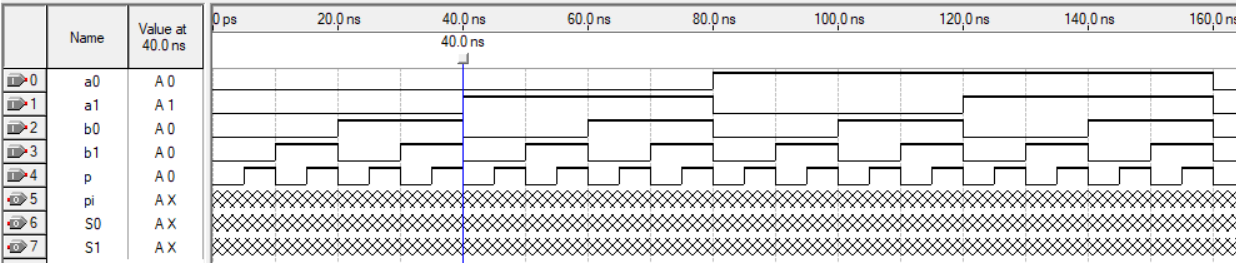 Name
Value at
40.0 ns
0 ps
20.0 ns
40.0 ns
60.0 ns
80.0 ns
100.0 ns
120.0 ns
140.0 ns
160.0 ns
40.0 ns
0 a0 A 0
1 a1 A 1
2 b0 A 0
3 b1 A 0
4 p A 0
5 pi A X
6 S0 A X
7 S1 A X